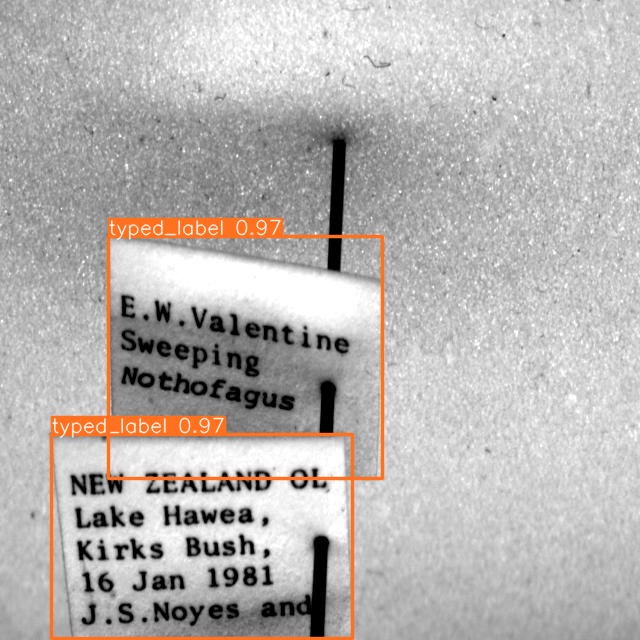 typed_label 0.97
E.W.Valentine
Sweeping
Nothofagus
typed_label 0.97
NEW ZEALAND OL
Lake Hawea,
Kirks Bush,
16 Jan 1981
J.S.Noyes and